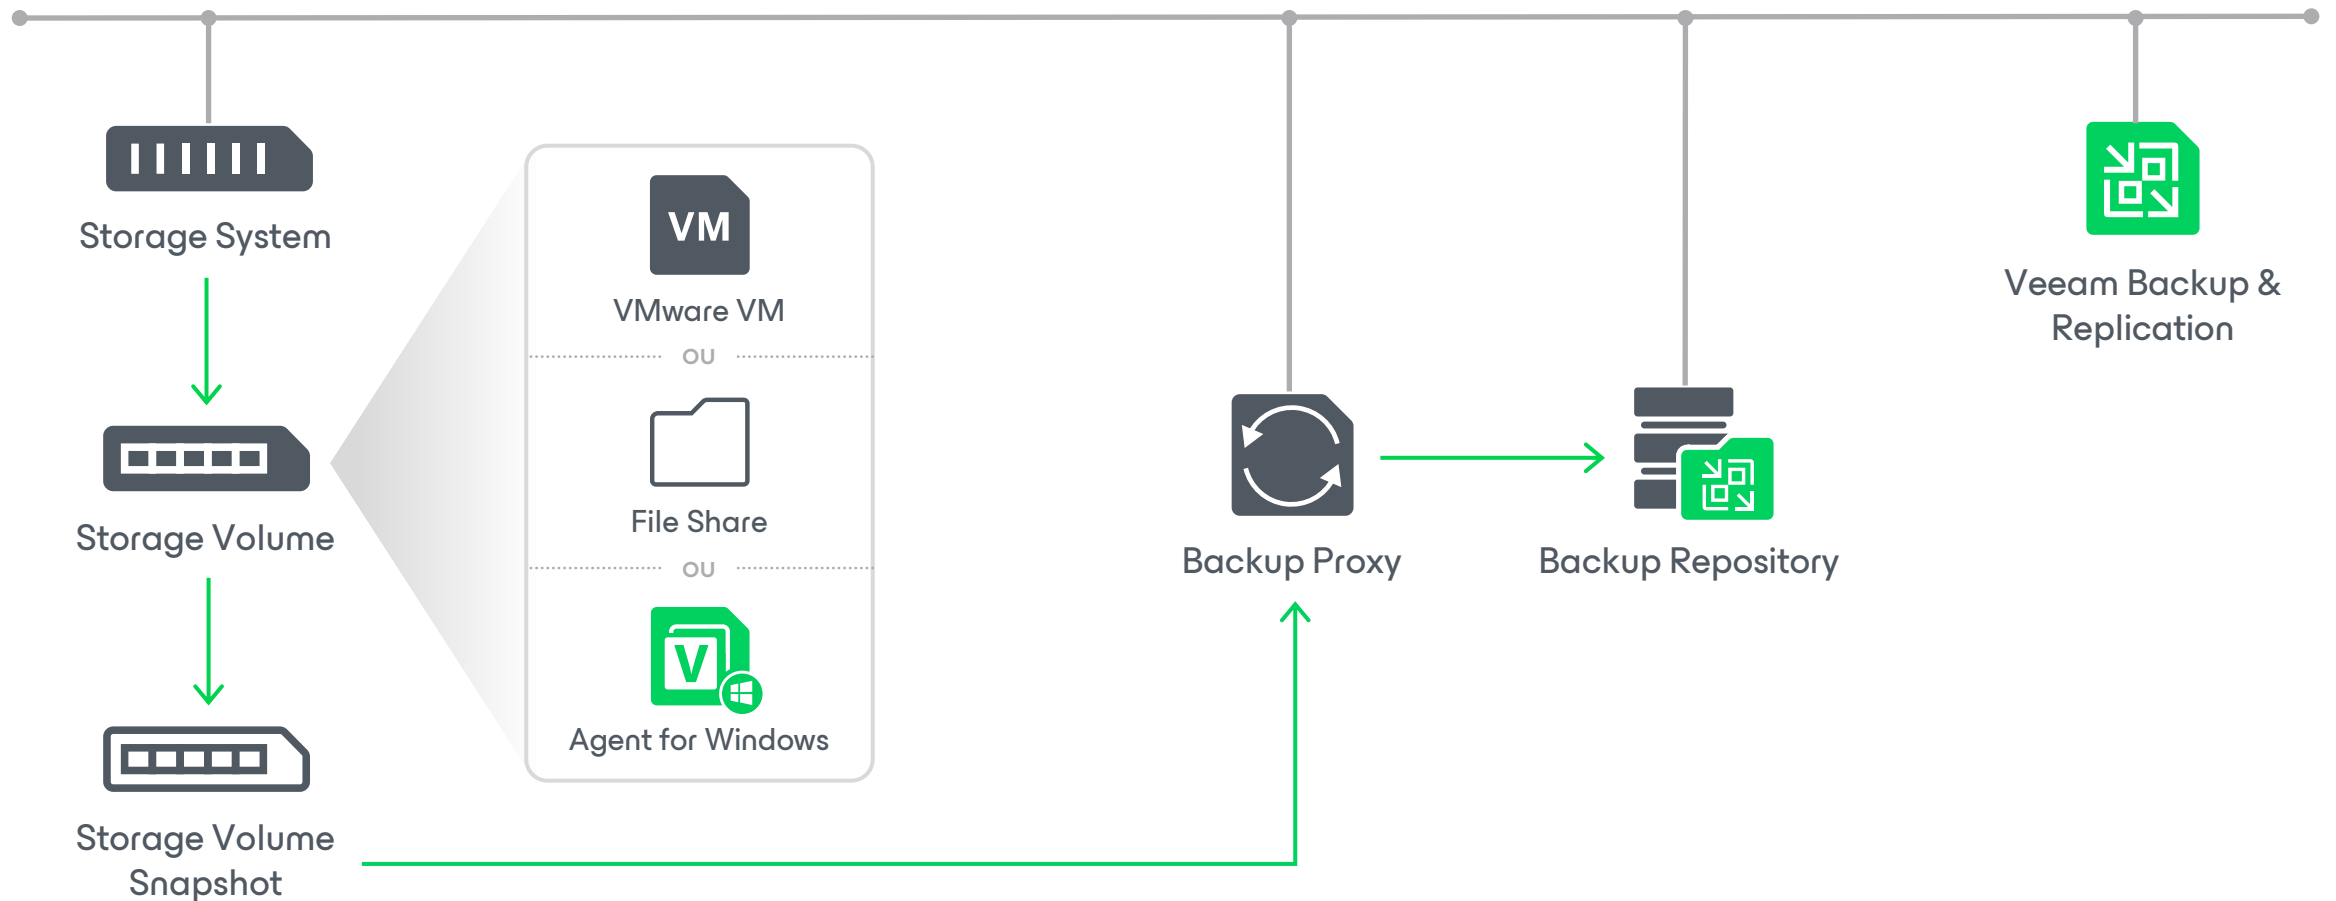 Storage System
Storage Volume
Storage Volume
Snapshot
VM
VMware VM
OU
File Share
OU
V
Agent for Windows
Backup Proxy
Backup Repository
Veeam Backup &
Replication